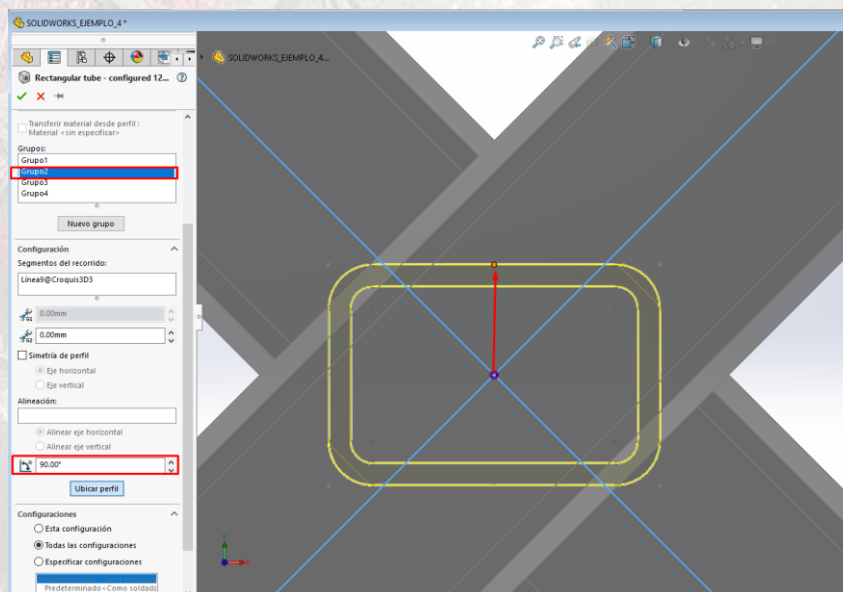 SOLIDWORKS_EJEMPLO_4 *
SOLIDWORKS_EJEMPLO_4...
Rectangular tube - configured 12...
Transferir material desde perfil :
Material <sin especificar>
Grupos:
Grupo1
Grupo2
Grupo3
Grupo4
Nuevo grupo
Configuración
Segmentos del recorrido:
Línea9@Croquis3D3
G1 0.00mm
G2 0.00mm
Simetría de perfil
Eje horizontal
Eje vertical
Alineación:
Alinear eje horizontal
Alinear eje vertical
90.00°
Ubicar perfil
Configuraciones
Esta configuración
Todas las configuraciones
Especificar configuraciones
Predeterminado<Como soldada